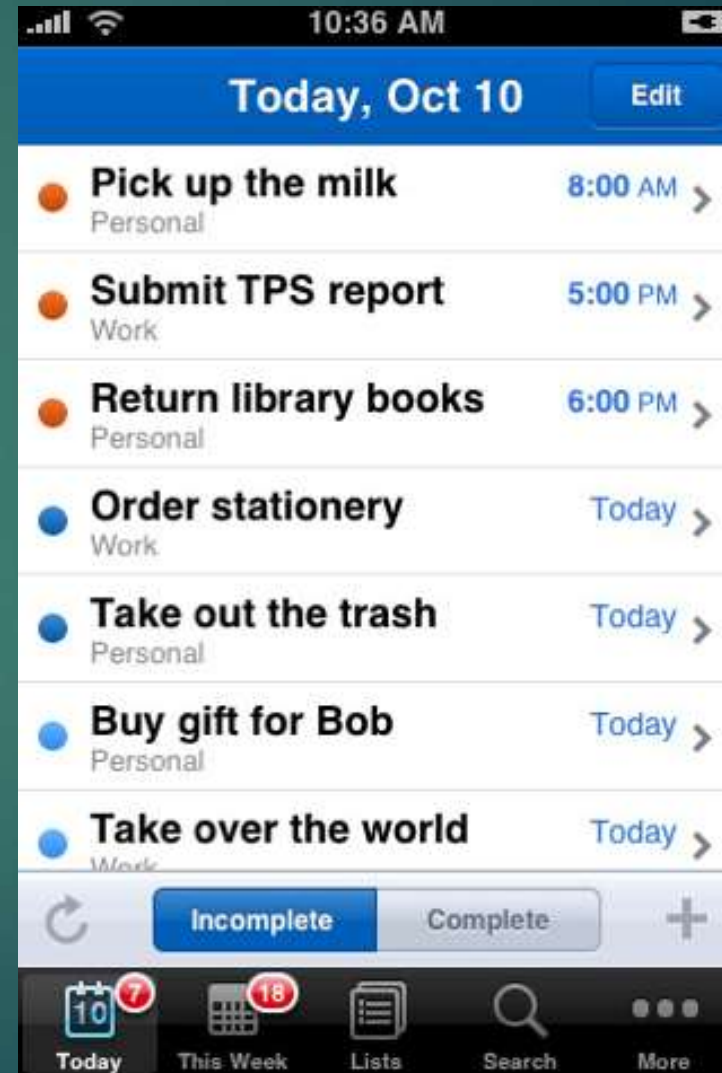 10:36 AM
Today, Oct 10 Edit
Pick up the milk 8:00 AM
Personal
Submit TPS report 5:00 PM
Work
Return library books 6:00 PM
Personal
Order stationery Today
Work
Take out the trash Today
Personal
Buy gift for Bob Today
Personal
Take over the world Today
Work
Incomplete Complete
10 7 18
Today This Week Lists Search More